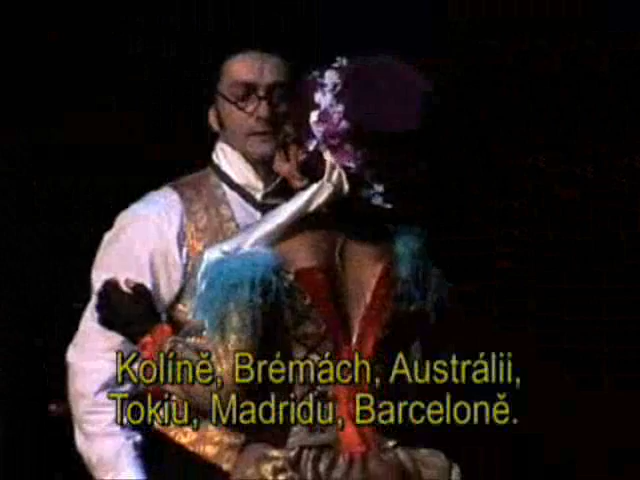 Kolíně, Brémách, Austrálii,
Tokiu, Madridu, Barceloně.